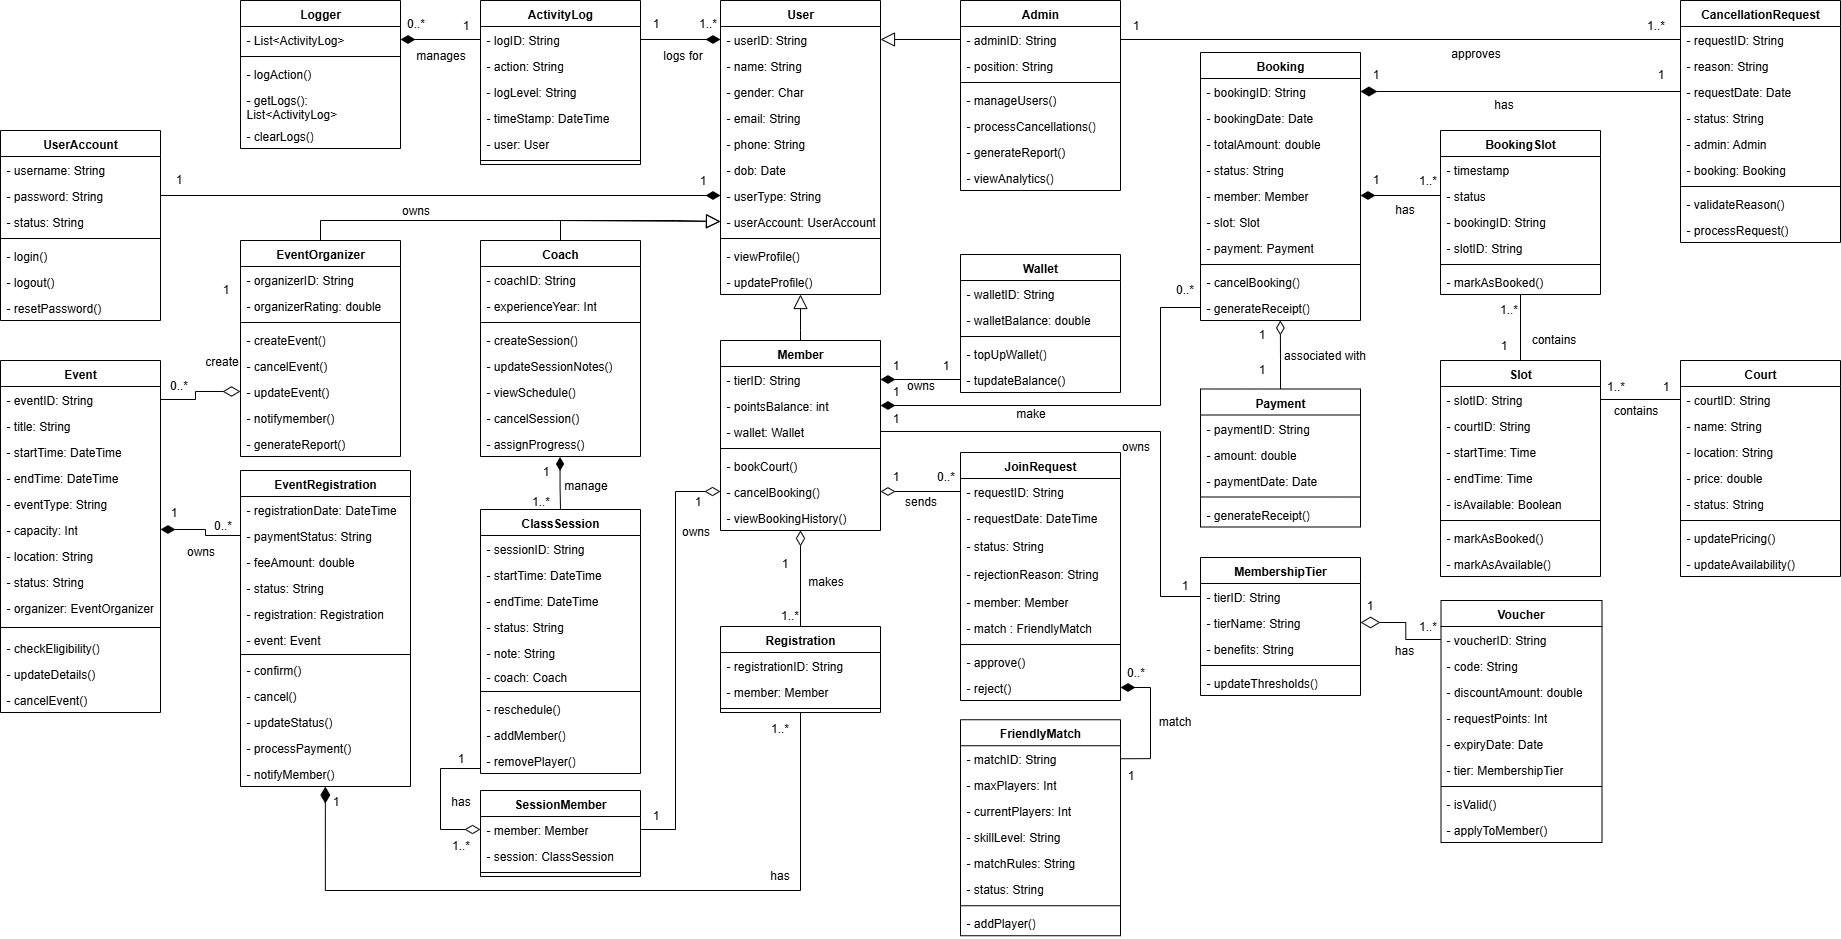 Logger
- List<ActivityLog>
- logAction()
- getLogs():
List<ActivityLog>
- clearLogs()
0..*
1
manages
ActivityLog
- logID: String
- action: String
- logLevel: String
- timeStamp: DateTime
- user: User
1
1..*
logs for
User
- userID: String
- name: String
- gender: Char
- email: String
- phone: String
- dob: Date
- userType: String
- userAccount: UserAccount
- viewProfile()
- updateProfile()
Admin
- adminID: String
- position: String
- manageUsers()
- processCancellations()
- generateReport()
- viewAnalytics()
1
1..*
approves
CancellationRequest
- requestID: String
- reason: String
- requestDate: Date
- status: String
- admin: Admin
- booking: Booking
- validateReason()
- processRequest()
Booking
- bookingID: String
- bookingDate: Date
- totalAmount: double
- status: String
- member: Member
- slot: Slot
- payment: Payment
- cancelBooking()
- generateReceipt()
1
1
has
BookingSlot
- timestamp
- status
- bookingID: String
- slotID: String
- markAsBooked()
1
1..*
has
UserAccount
- username: String
- password: String
- status: String
- login()
- logout()
- resetPassword()
1
1
owns
EventOrganizer
- organizerID: String
- organizerRating: double
- createEvent()
- cancelEvent()
- updateEvent()
- notifymember()
- generateReport()
1
create
0..*
Coach
- coachID: String
- experienceYear: Int
- createSession()
- updateSessionNotes()
- viewSchedule()
- cancelSession()
- assignProgress()
1
manage
1..*
Wallet
- walletID: String
- walletBalance: double
- topUpWallet()
- tupdateBalance()
1
1
owns
Member
- tierID: String
- pointsBalance: int
- wallet: Wallet
- bookCourt()
- cancelBooking()
- viewBookingHistory()
1
0..*
make
1
owns
1
1
associated with
1
Payment
- paymentID: String
- amount: double
- paymentDate: Date
- generateReceipt()
1..*
contains
1
Slot
- slotID: String
- courtID: String
- startTime: Time
- endTime: Time
- isAvailable: Boolean
- markAsBooked()
- markAsAvailable()
1..*
1
contains
Court
- courtID: String
- name: String
- location: String
- price: double
- status: String
- updatePricing()
- updateAvailability()
Event
- eventID: String
- title: String
- startTime: DateTime
- endTime: DateTime
- eventType: String
- capacity: Int
- location: String
- status: String
- organizer: EventOrganizer
- checkEligibility()
- updateDetails()
- cancelEvent()
1
0..*
owns
EventRegistration
- registrationDate: DateTime
- paymentStatus: String
- feeAmount: double
- status: String
- registration: Registration
- event: Event
- confirm()
- cancel()
- updateStatus()
- processPayment()
- notifyMember()
1
ClassSession
- sessionID: String
- startTime: DateTime
- endTime: DateTime
- status: String
- note: String
- coach: Coach
- reschedule()
- addMember()
- removePlayer()
1
has
1..*
SessionMember
- member: Member
- session: ClassSession
1
owns
1
1
makes
1..*
Registration
- registrationID: String
- member: Member
1..*
has
1
0..*
sends
JoinRequest
- requestID: String
- requestDate: DateTime
- status: String
- rejectionReason: String
- member: Member
- match : FriendlyMatch
- approve()
- reject()
0..*
match
1
FriendlyMatch
- matchID: String
- maxPlayers: Int
- currentPlayers: Int
- skillLevel: String
- matchRules: String
- status: String
- addPlayer()
MembershipTier
- tierID: String
- tierName: String
- benefits: String
- updateThresholds()
1
1..*
has
Voucher
- voucherID: String
- code: String
- discountAmount: double
- requestPoints: Int
- expiryDate: Date
- tier: MembershipTier
- isValid()
- applyToMember()